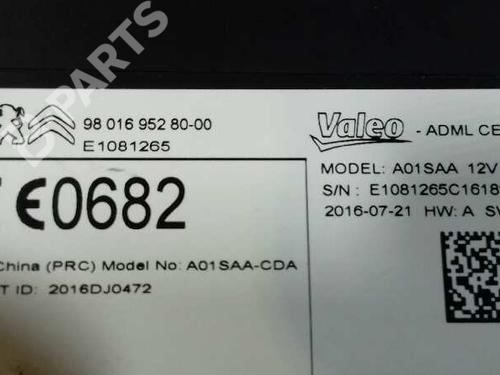 B-PARTS
98 016 952 80-00
E1081265
CE0682
China (PRC) Model No: A01SAA-CDA
T ID: 2016DJ0472
Valeo - ADML CE
MODEL: A01SAA 12V
S/N : E1081265C1618
2016-07-21 HW: A SV